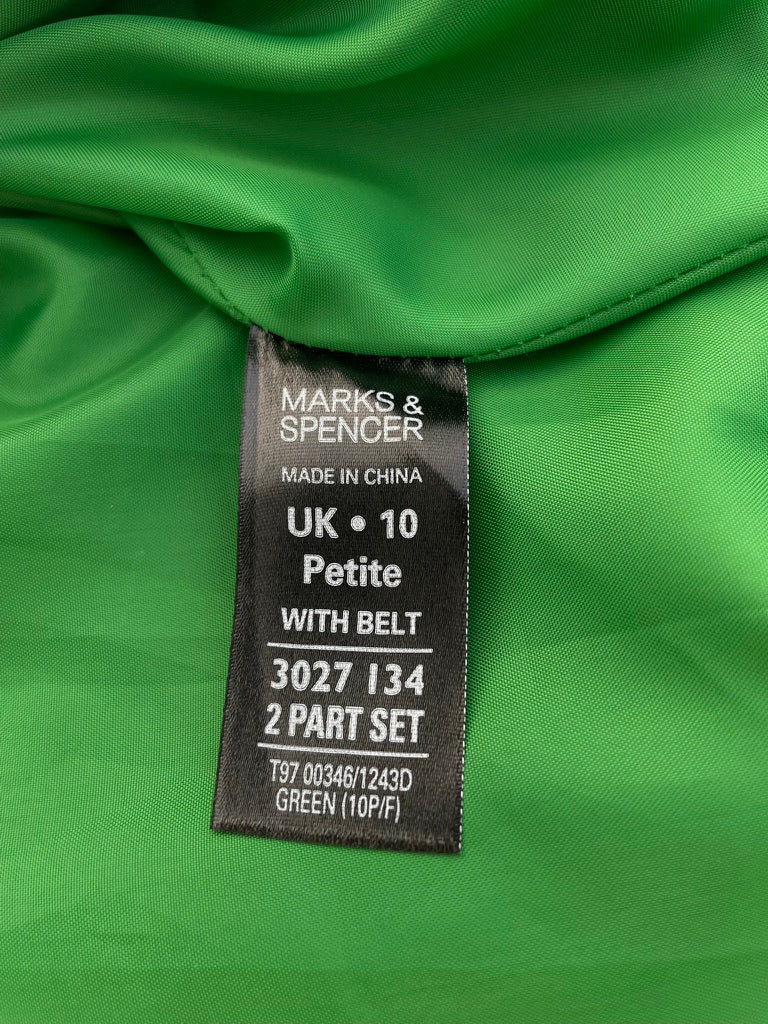 MARKS &
SPENCER
MADE IN CHINA
UK • 10
Petite
WITH BELT
3027 134
2 PART SET
T97 00346/1243D
GREEN (10P/F)